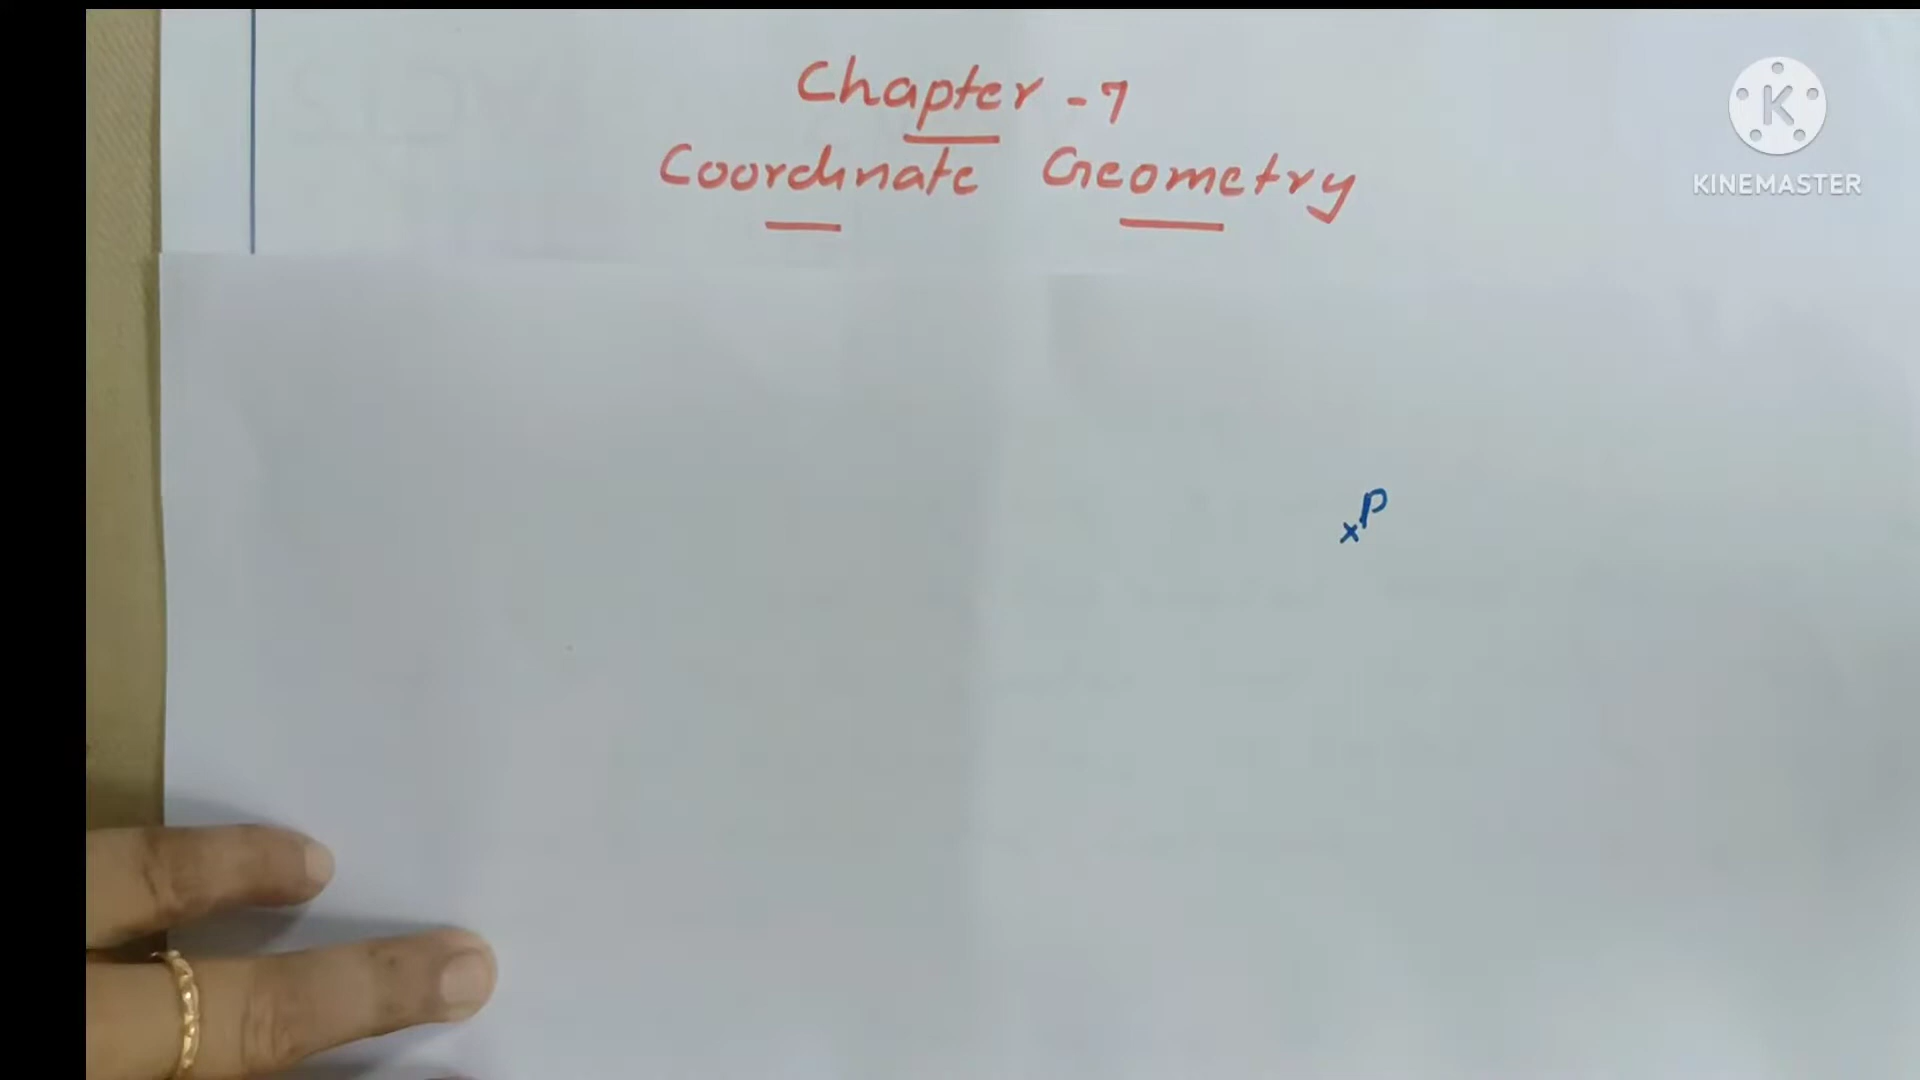 Chapter - 7
Coordinate Geometry
K
KINEMASTER
P
x